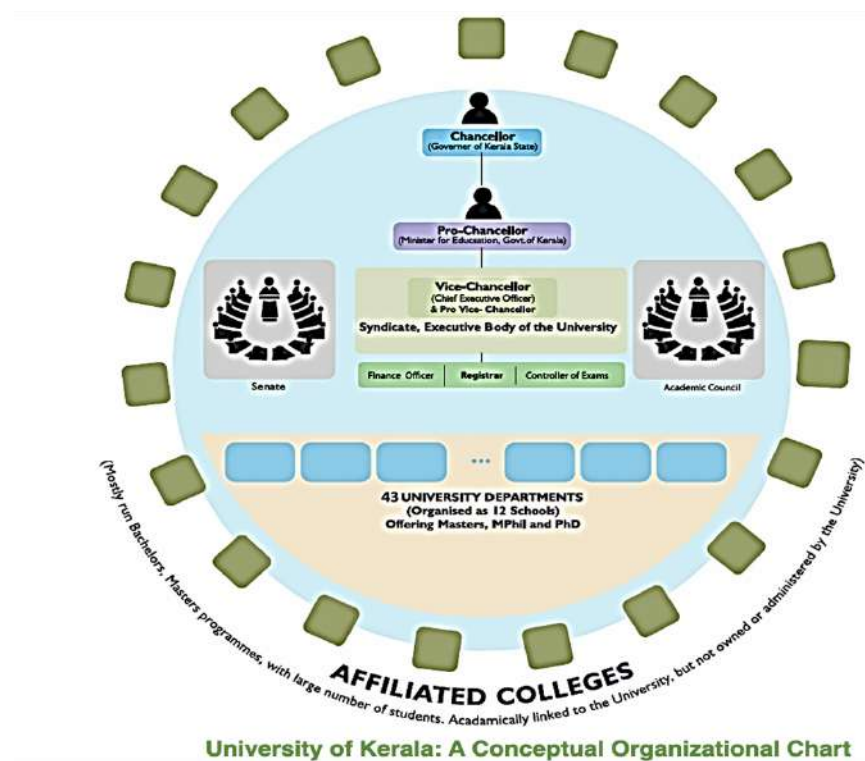 Chancellor
(Governer of Kerala State)
Pro-Chancellor
(Minister for Education, Govt.of Kerala)
Vice-Chancellor
(Chief Executive Officer)
& Pro Vice- Chancellor
Syndicate, Executive Body of the University
Senate
Finance Officer
Registrar
Controller of Exams
Academic Council
43 UNIVERSITY DEPARTMENTS
(Organised as 12 Schools)
Offering Masters, MPhil and PhD
AFFILIATED COLLEGES
(Mostly run Bachelors, Masters programmes, with large number of students. Acadamically linked to the University, but not owned or administered by the University)
University of Kerala: A Conceptual Organizational Chart